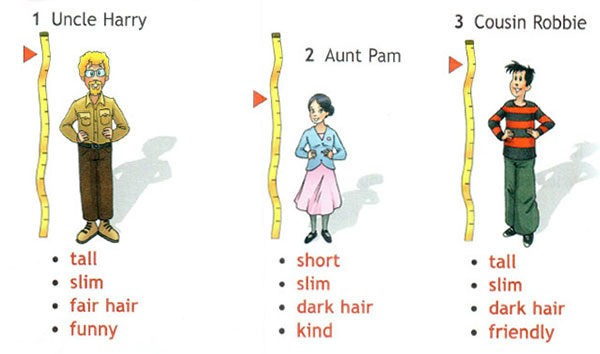 1 Uncle Harry
• tall
• slim
• fair hair
• funny
2 Aunt Pam
• short
• slim
• dark hair
• kind
3 Cousin Robbie
• tall
• slim
• dark hair
• friendly